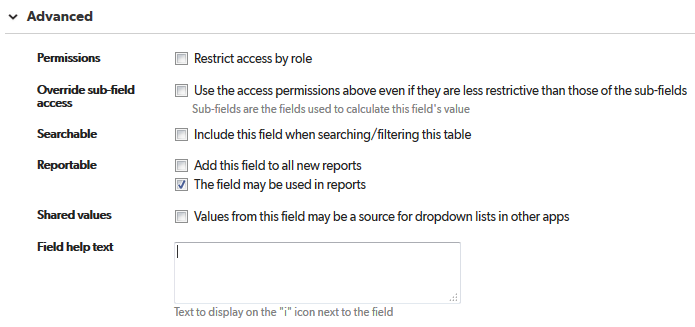 Advanced
Permissions Restrict access by role
Override sub-field access Use the access permissions above even if they are less restrictive than those of the sub-fields
Sub-fields are the fields used to calculate this field's value
Searchable Include this field when searching/filtering this table
Reportable Add this field to all new reports
The field may be used in reports
Shared values Values from this field may be a source for dropdown lists in other apps
Field help text
Text to display on the "i" icon next to the field